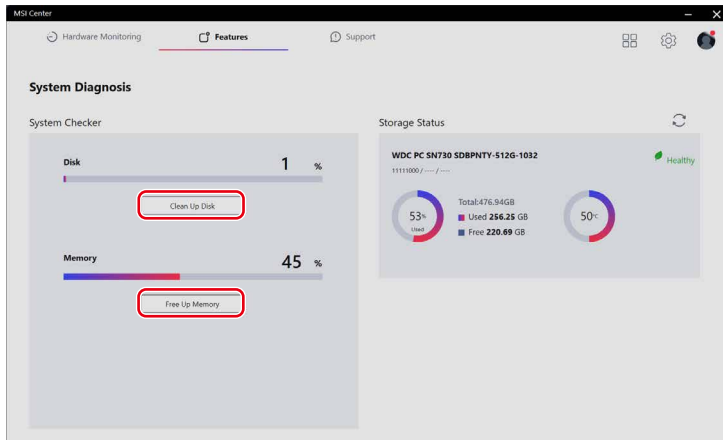 MSI Center
Hardware Monitoring
Features
Support
System Diagnosis
System Checker
Disk
1 %
Clean Up Disk
Memory
45 %
Free Up Memory
Storage Status
WDC PC SN730 SDBPNTY-512G-1032
11111000 / ---- / ----
Healthy
53%
Used
Total:476.94GB
Used 256.25 GB
Free 220.69 GB
50°C